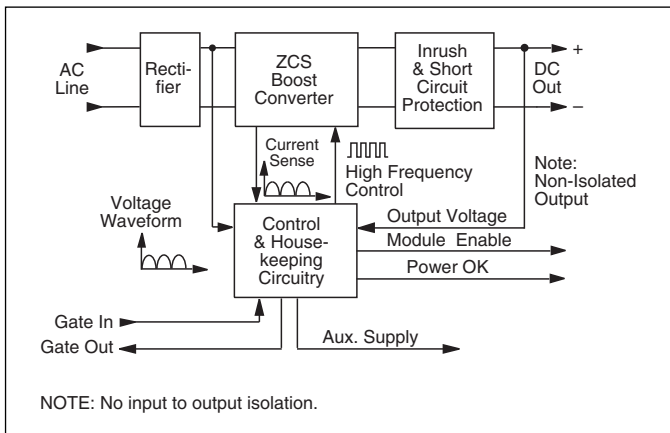 AC
Line
Recti-
fier
ZCS
Boost
Converter
Inrush
& Short
Circuit
Protection
+
DC
Out
–
Current
Sense
High Frequency
Control
Note:
Non-Isolated
Output
Voltage
Waveform
Control
& House-
keeping
Circuitry
Output Voltage
Module Enable
Power OK
Gate In
Gate Out
Aux. Supply
NOTE: No input to output isolation.